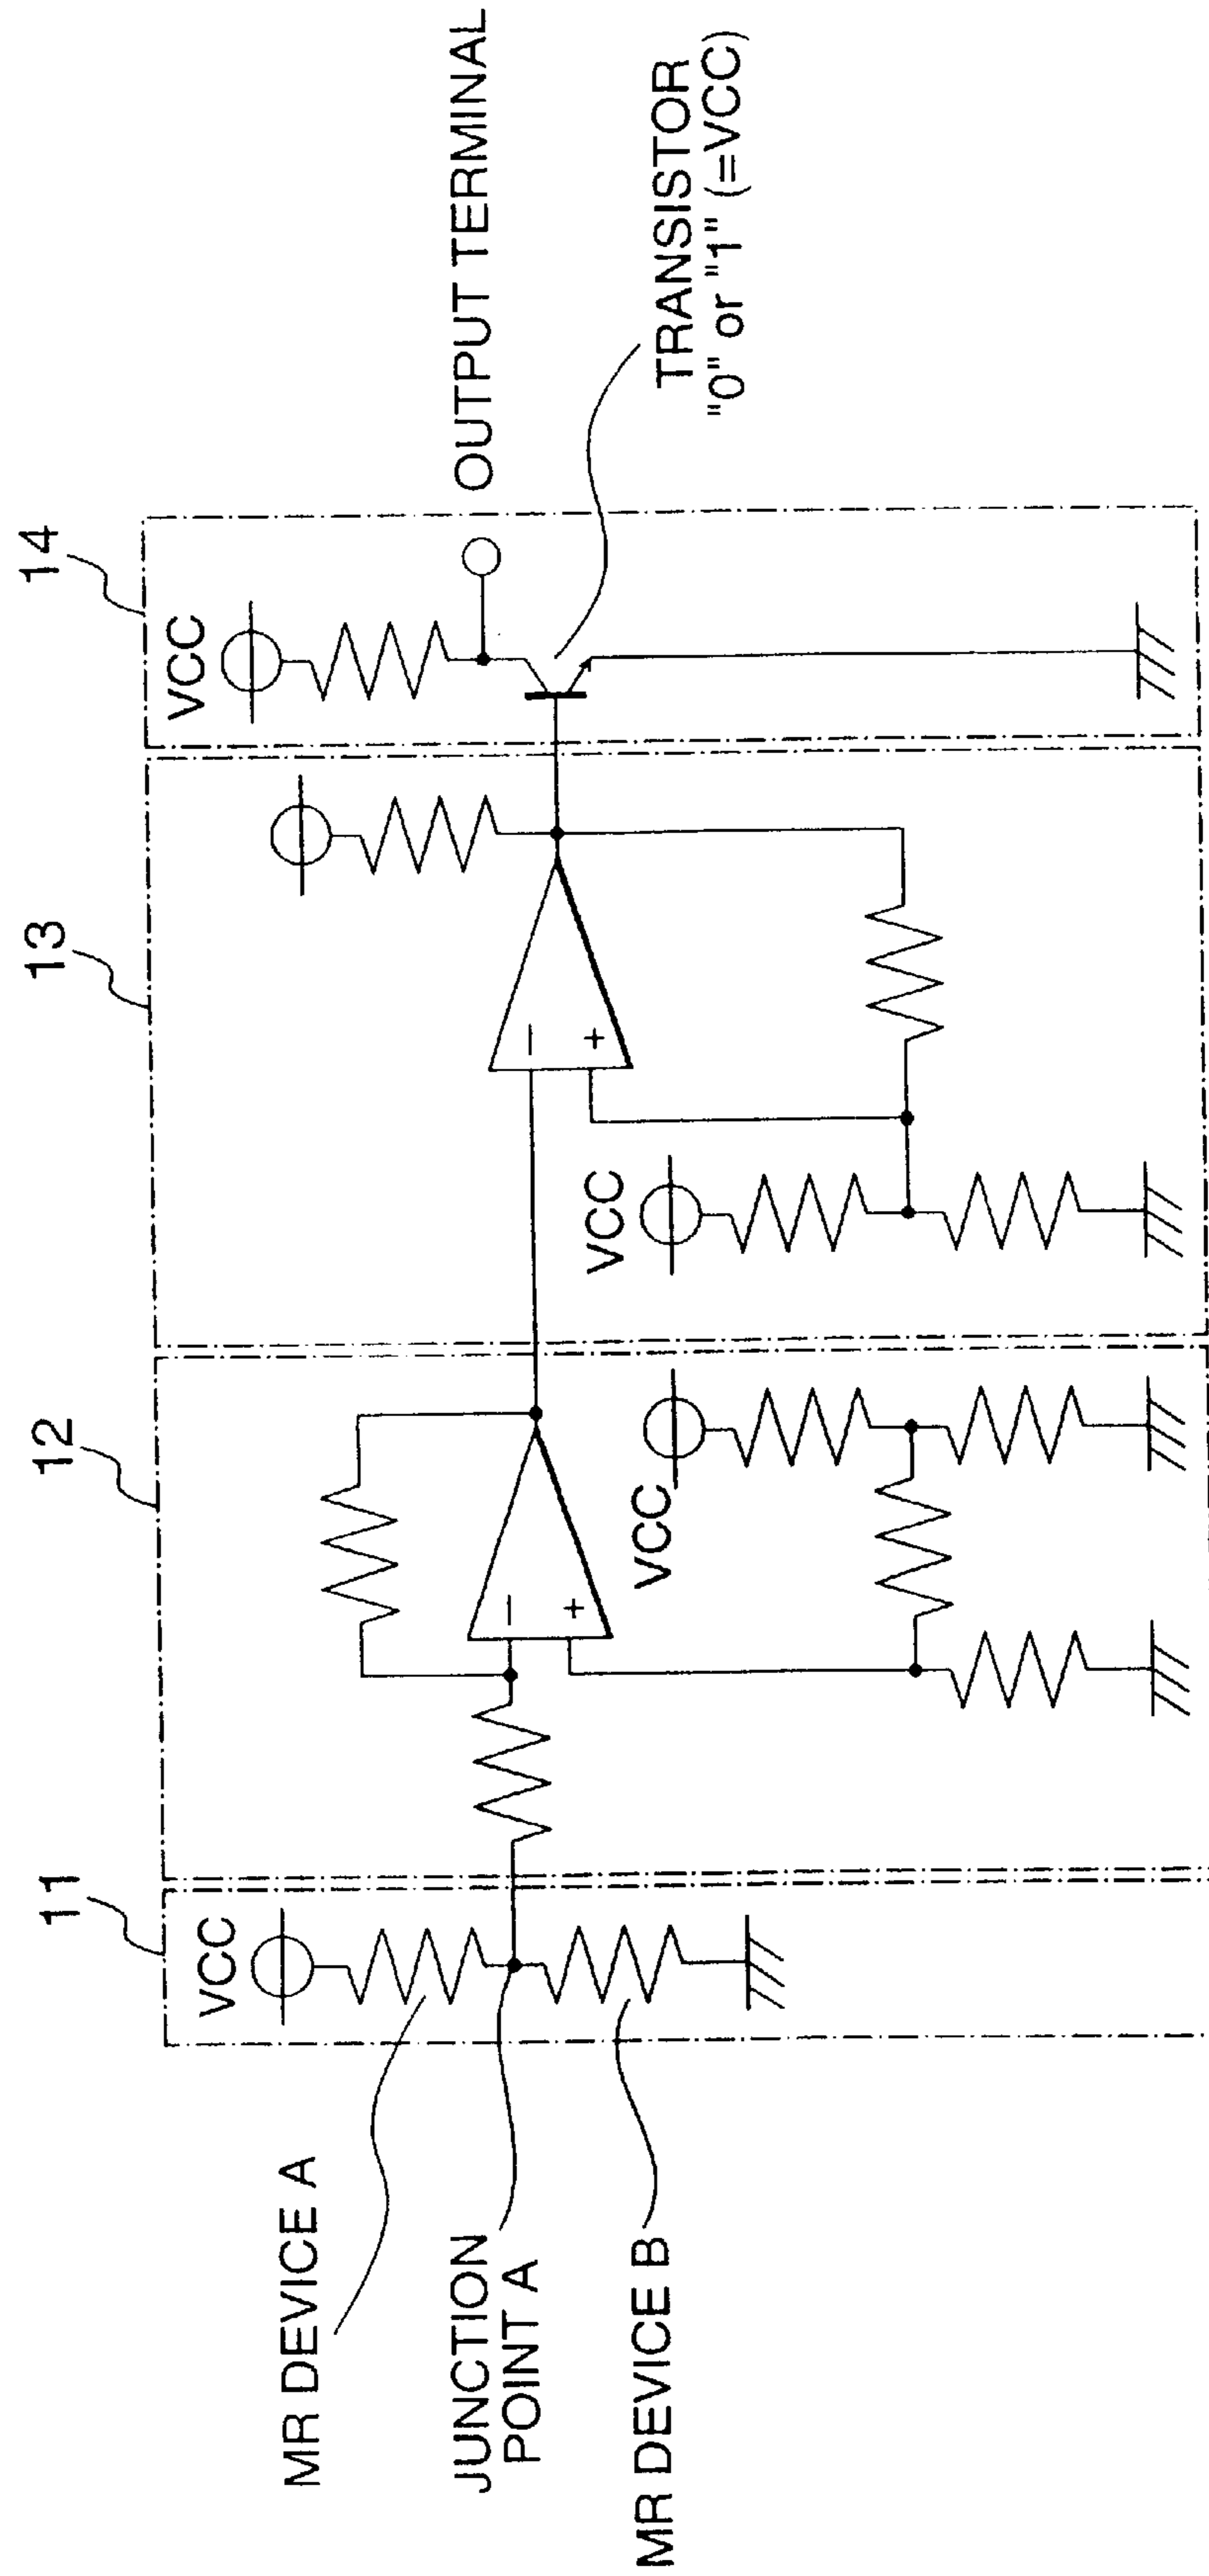 11
12
13
14
VCC
VCC
VCC
VCC
MR DEVICE A
JUNCTION
POINT A
MR DEVICE B
−
+
−
+
OUTPUT TERMINAL
TRANSISTOR
"0" or "1" (=VCC)